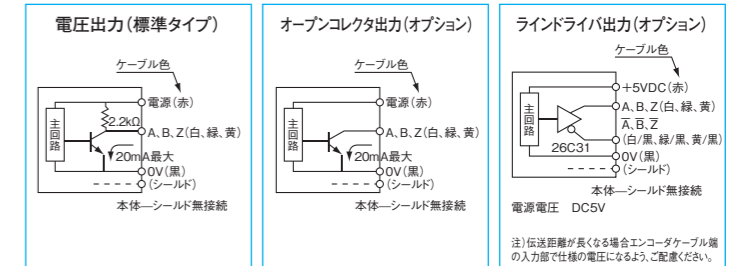 電圧出力(標準タイプ)
ケーブル色
主回路
2.2kΩ
電源(赤)
A、B、Z(白、緑、黄)
20mA最大
0V(黒)
(シールド)
本体―シールド無接続
オープンコレクタ出力(オプション)
ケーブル色
主回路
電源(赤)
A、B、Z(白、緑、黄)
20mA最大
0V(黒)
(シールド)
本体―シールド無接続
ラインドライバ出力(オプション)
ケーブル色
主回路
+5VDC(赤)
A、B、Z(白、緑、黄)
A̅、B̅、Z̅
(白/黒、緑/黒、黄/黒)
26C31
0V(黒)
(シールド)
本体―シールド無接続
電源電圧 DC5V
注)伝送距離が長くなる場合エンコーダケーブル端
の入力部で仕様の電圧になるよう、ご配慮ください。